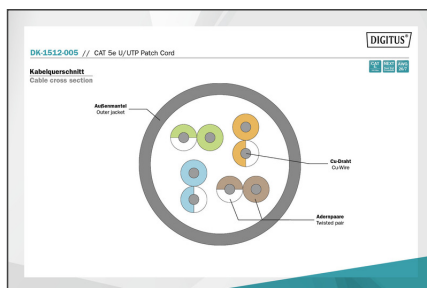 DIGITUS®
DK-1512-005 // CAT 5e U/UTP Patch Cord
Kabelquerschnitt
Cable cross section
Außenmantel
Outer jacket
Cu-Draht
Cu-Wire
Aderspaare
Twisted pair